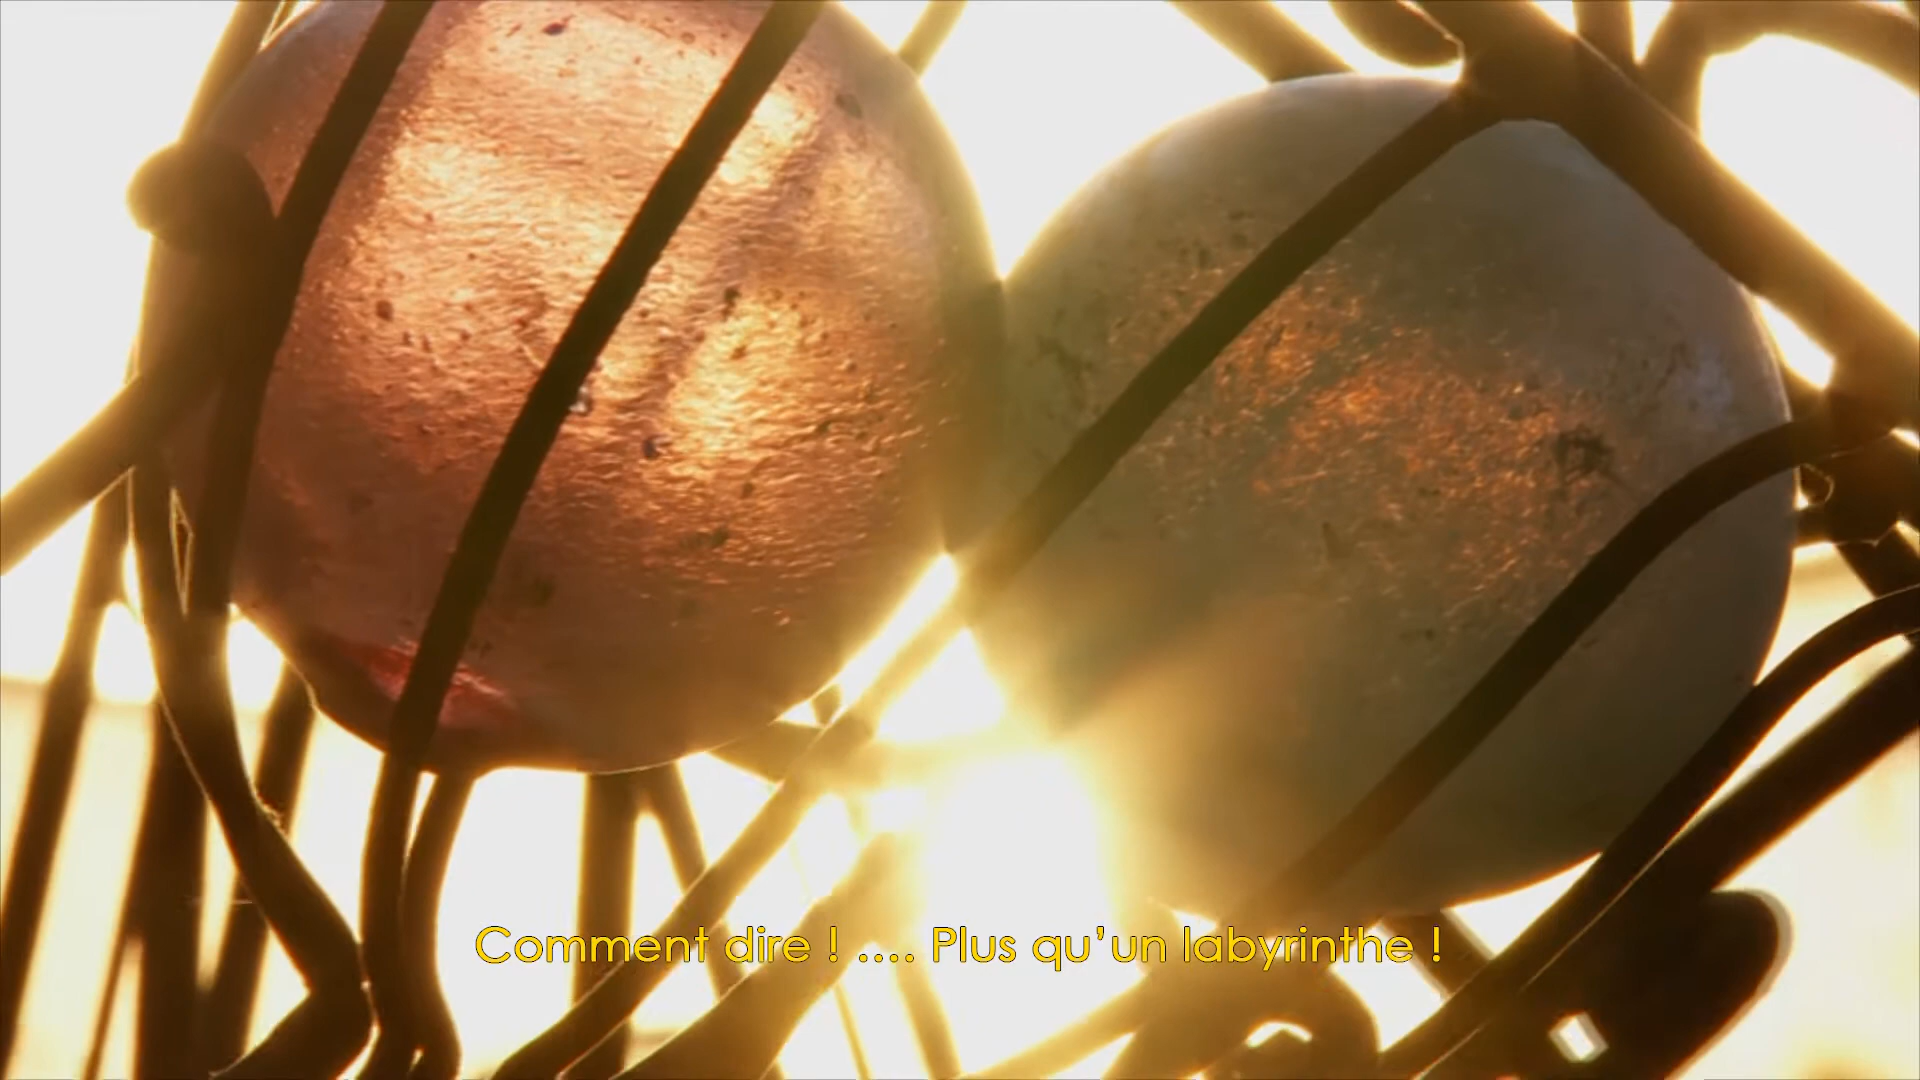 Comment dire ! .... Plus qu’un labyrinthe !